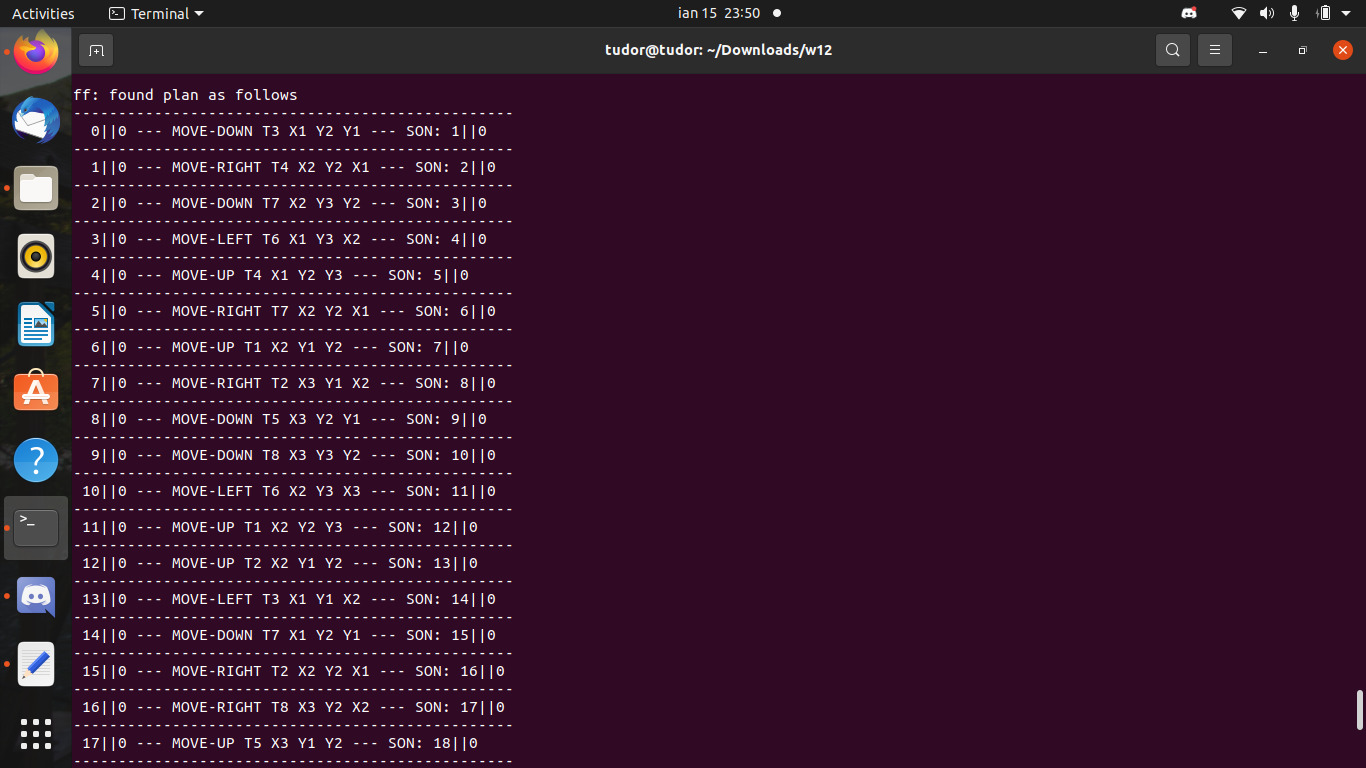 Activities Terminal ian 15 23:50
tudor@tudor: ~/Downloads/w12
ff: found plan as follows
-------------------------------------------------
0||0 --- MOVE-DOWN T3 X1 Y2 Y1 --- SON: 1||0
-------------------------------------------------
1||0 --- MOVE-RIGHT T4 X2 Y2 X1 --- SON: 2||0
-------------------------------------------------
2||0 --- MOVE-DOWN T7 X2 Y3 Y2 --- SON: 3||0
-------------------------------------------------
3||0 --- MOVE-LEFT T6 X1 Y3 X2 --- SON: 4||0
-------------------------------------------------
4||0 --- MOVE-UP T4 X1 Y2 Y3 --- SON: 5||0
-------------------------------------------------
5||0 --- MOVE-RIGHT T7 X2 Y2 X1 --- SON: 6||0
-------------------------------------------------
6||0 --- MOVE-UP T1 X2 Y1 Y2 --- SON: 7||0
-------------------------------------------------
7||0 --- MOVE-RIGHT T2 X3 Y1 X2 --- SON: 8||0
-------------------------------------------------
8||0 --- MOVE-DOWN T5 X3 Y2 Y1 --- SON: 9||0
-------------------------------------------------
9||0 --- MOVE-DOWN T8 X3 Y3 Y2 --- SON: 10||0
-------------------------------------------------
10||0 --- MOVE-LEFT T6 X2 Y3 X3 --- SON: 11||0
-------------------------------------------------
11||0 --- MOVE-UP T1 X2 Y2 Y3 --- SON: 12||0
-------------------------------------------------
12||0 --- MOVE-UP T2 X2 Y1 Y2 --- SON: 13||0
-------------------------------------------------
13||0 --- MOVE-LEFT T3 X1 Y1 X2 --- SON: 14||0
-------------------------------------------------
14||0 --- MOVE-DOWN T7 X1 Y2 Y1 --- SON: 15||0
-------------------------------------------------
15||0 --- MOVE-RIGHT T2 X2 Y2 X1 --- SON: 16||0
-------------------------------------------------
16||0 --- MOVE-RIGHT T8 X3 Y2 X2 --- SON: 17||0
-------------------------------------------------
17||0 --- MOVE-UP T5 X3 Y1 Y2 --- SON: 18||0
-------------------------------------------------